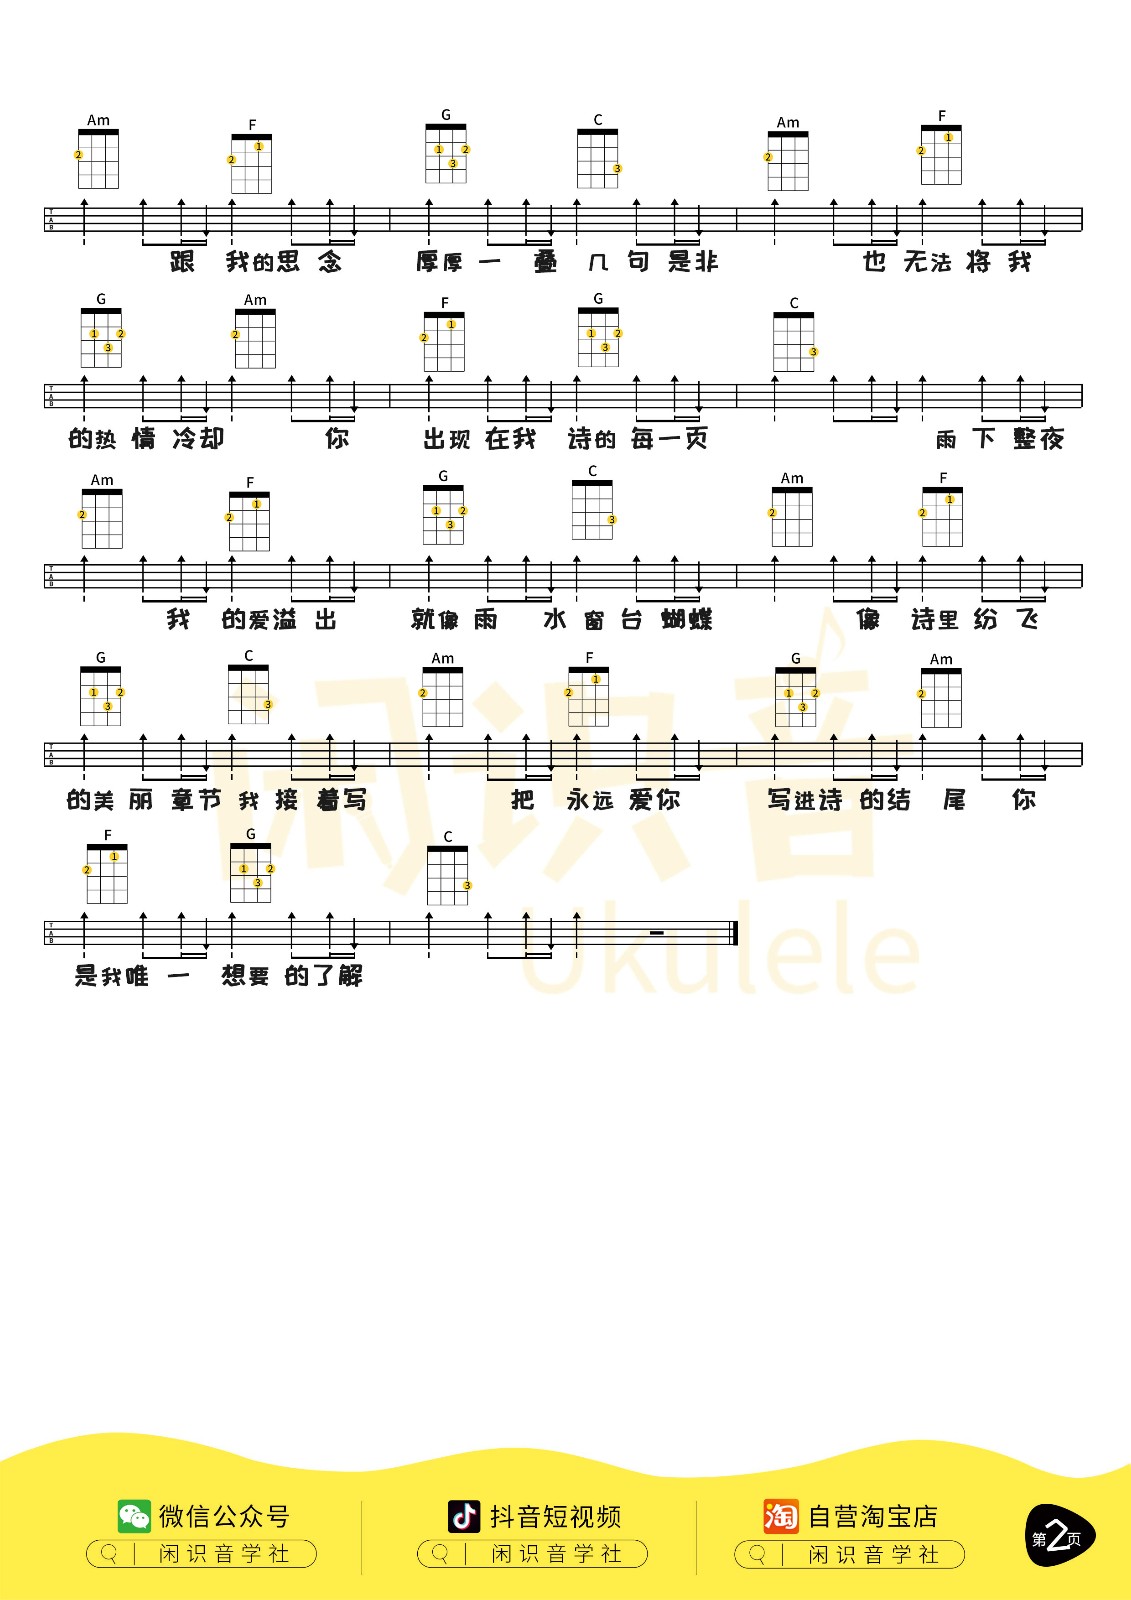 Am F G C Am F
跟 我的思 念 厚厚一 叠 几 句 是非 也 无法 将 我
G Am F G C
的热 情 冷却 你 出现 在我 诗的 每一页 雨 下 整夜
Am F G C Am F
我 的爱溢 出 就像雨 水 窗 台 蝴蝶 像 诗里 纷 飞
G C Am F G Am
的美 丽 章节 我 接 着写 把 永远 爱你 写进诗 的结 尾 你
F G C
是我唯 一 想要 的了解
闲识音
Ukulele
微信公众号 抖音短视频 自营淘宝店
闲识音学社 闲识音学社 闲识音学社
第2页